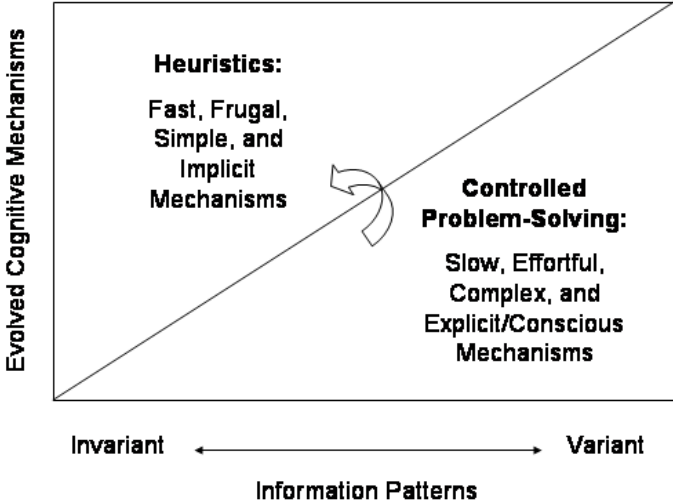 Evolved Cognitive Mechanisms
Heuristics:
Fast, Frugal,
Simple, and
Implicit
Mechanisms
Controlled
Problem-Solving:
Slow, Effortful,
Complex, and
Explicit/Conscious
Mechanisms
Invariant
Variant
Information Patterns